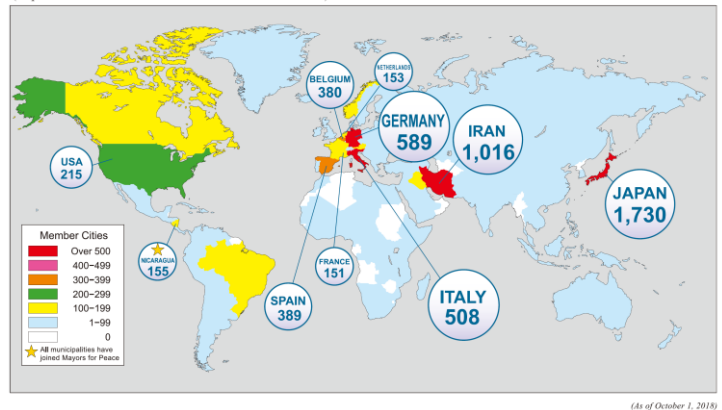 NETHERLANDS
153
BELGIUM
380
GERMANY
589
IRAN
1,016
USA
215
JAPAN
1,730
Member Cities
Over 500
400−499
300−399
200−299
100−199
1−99
0
All municipalities have
joined Mayors for Peace
NICARAGUA
155
FRANCE
151
SPAIN
389
ITALY
508
(As of October 1, 2018)